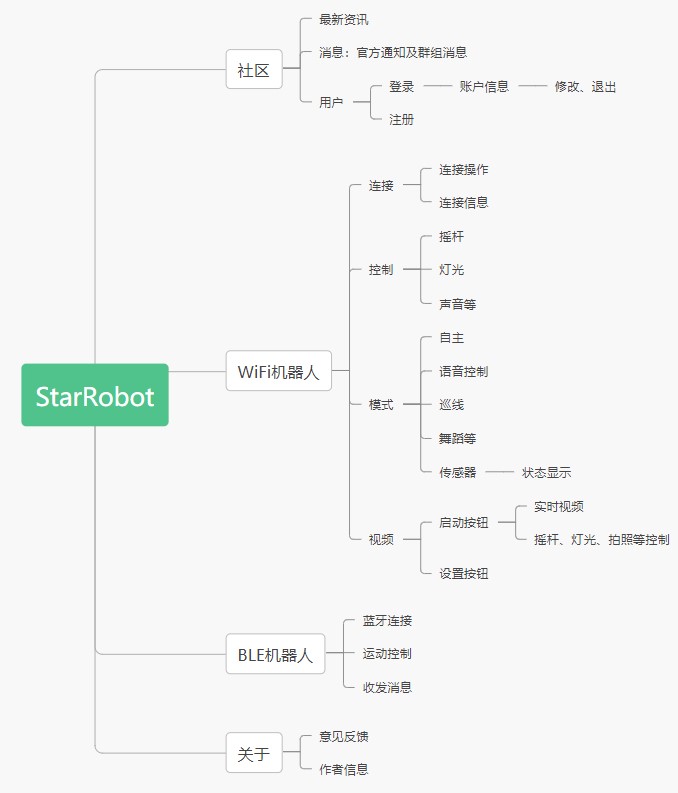 StarRobot
社区
最新资讯
消息：官方通知及群组消息
用户
登录
账户信息
修改、退出
注册
WiFi机器人
连接
连接操作
连接信息
控制
摇杆
灯光
声音等
模式
自主
语音控制
巡线
舞蹈等
传感器
状态显示
视频
启动按钮
实时视频
摇杆、灯光、拍照等控制
设置按钮
BLE机器人
蓝牙连接
运动控制
收发消息
关于
意见反馈
作者信息